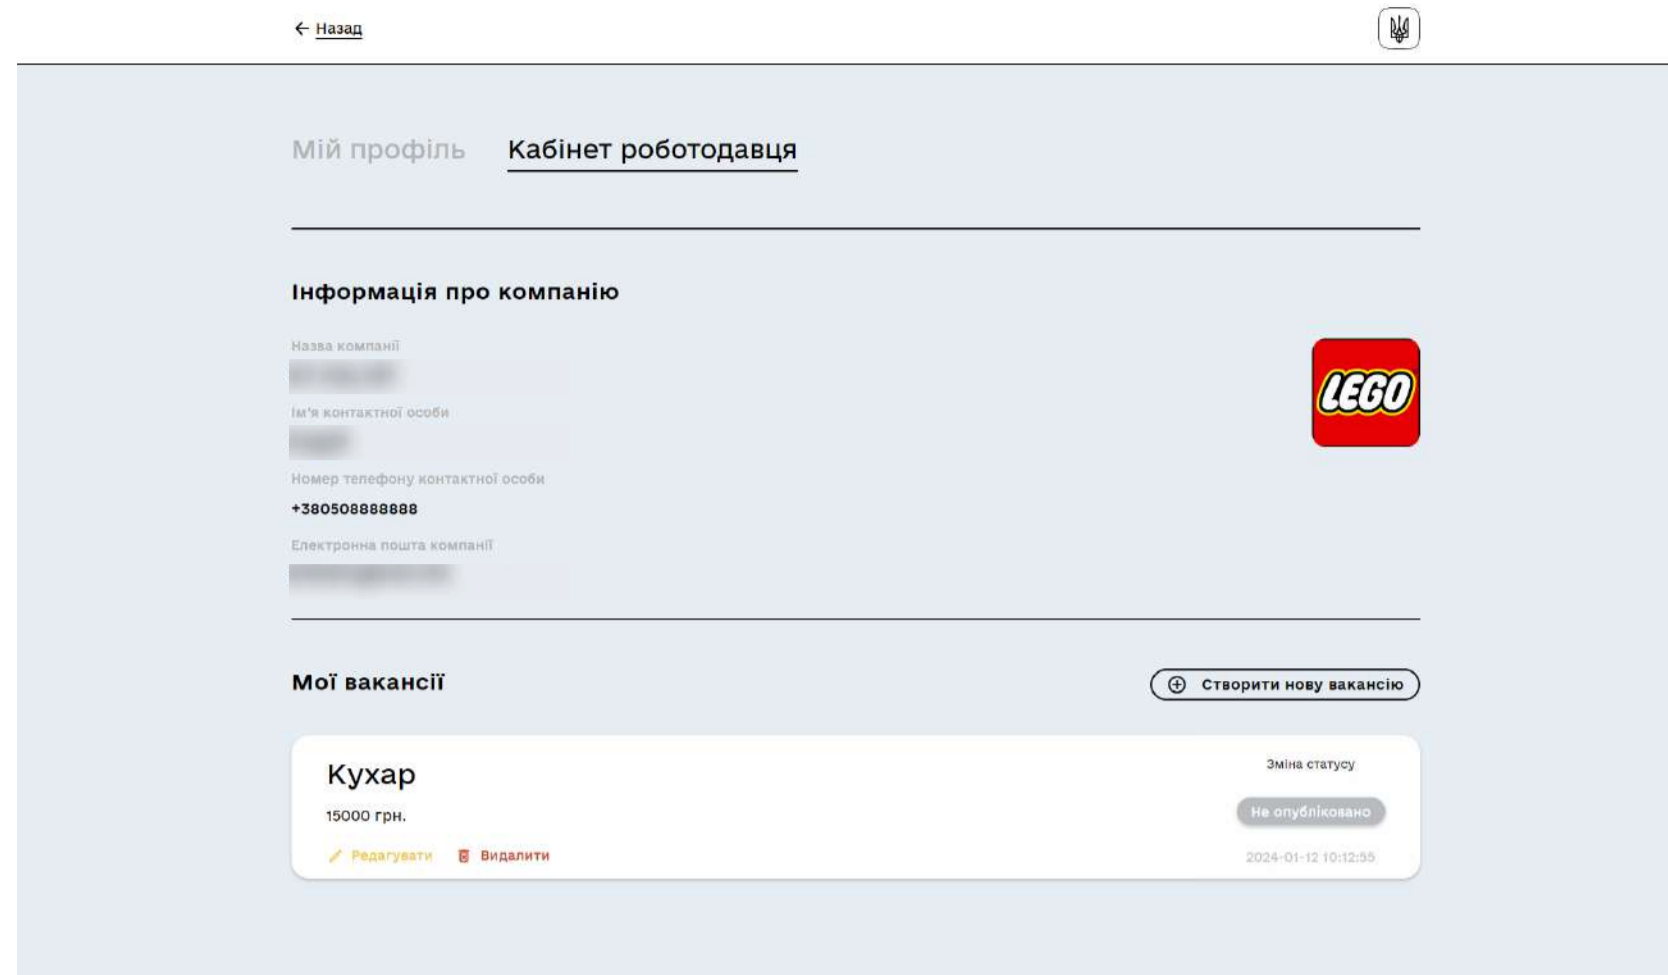 ← Назад
Мій профіль Кабінет роботодавця
Інформація про компанію
Назва компанії
LEGO
Ім'я контактної особи
Номер телефону контактної особи
+380508888888
Електронна пошта компанії
Мої вакансії
Створити нову вакансію
Кухар
Зміна статусу
15000 грн.
Не опубліковано
Редагувати Видалити
2024-01-12 10:12:55